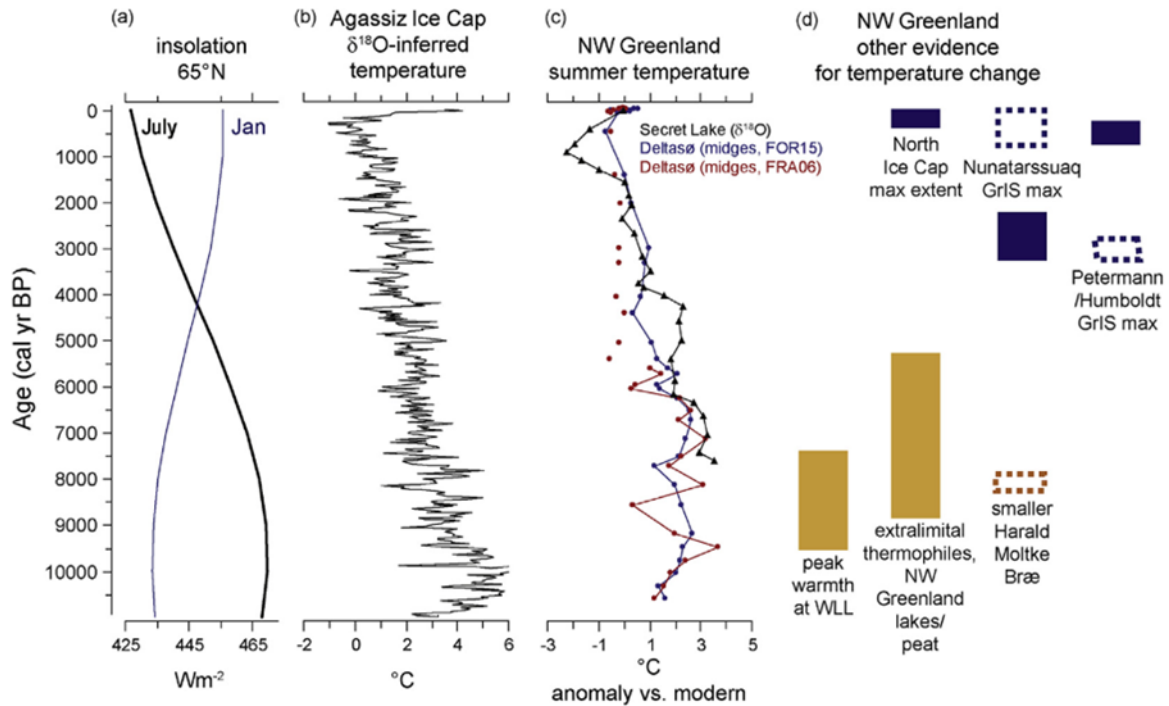 (a)
insolation
65°N
July
Jan
Age (cal yr BP)
0
1000
2000
3000
4000
5000
6000
7000
8000
9000
10000
425
445
465
Wm-2
(b)
Agassiz Ice Cap
δ18O-inferred
temperature
-2
0
2
4
6
°C
(c)
NW Greenland
summer temperature
Secret Lake (δ18O)
Deltasø (midges, FOR15)
Deltasø (midges, FRA06)
-3
-1
1
3
5
°C
anomaly vs. modern
(d)
NW Greenland
other evidence
for temperature change
North
Ice Cap
max extent
Nunatarssuaq
GrIS max
Petermann
/Humboldt
GrIS max
peak
warmth
at WLL
extralimital
thermophiles,
NW
Greenland
lakes/
peat
smaller
Harald
Moltke
Bræ